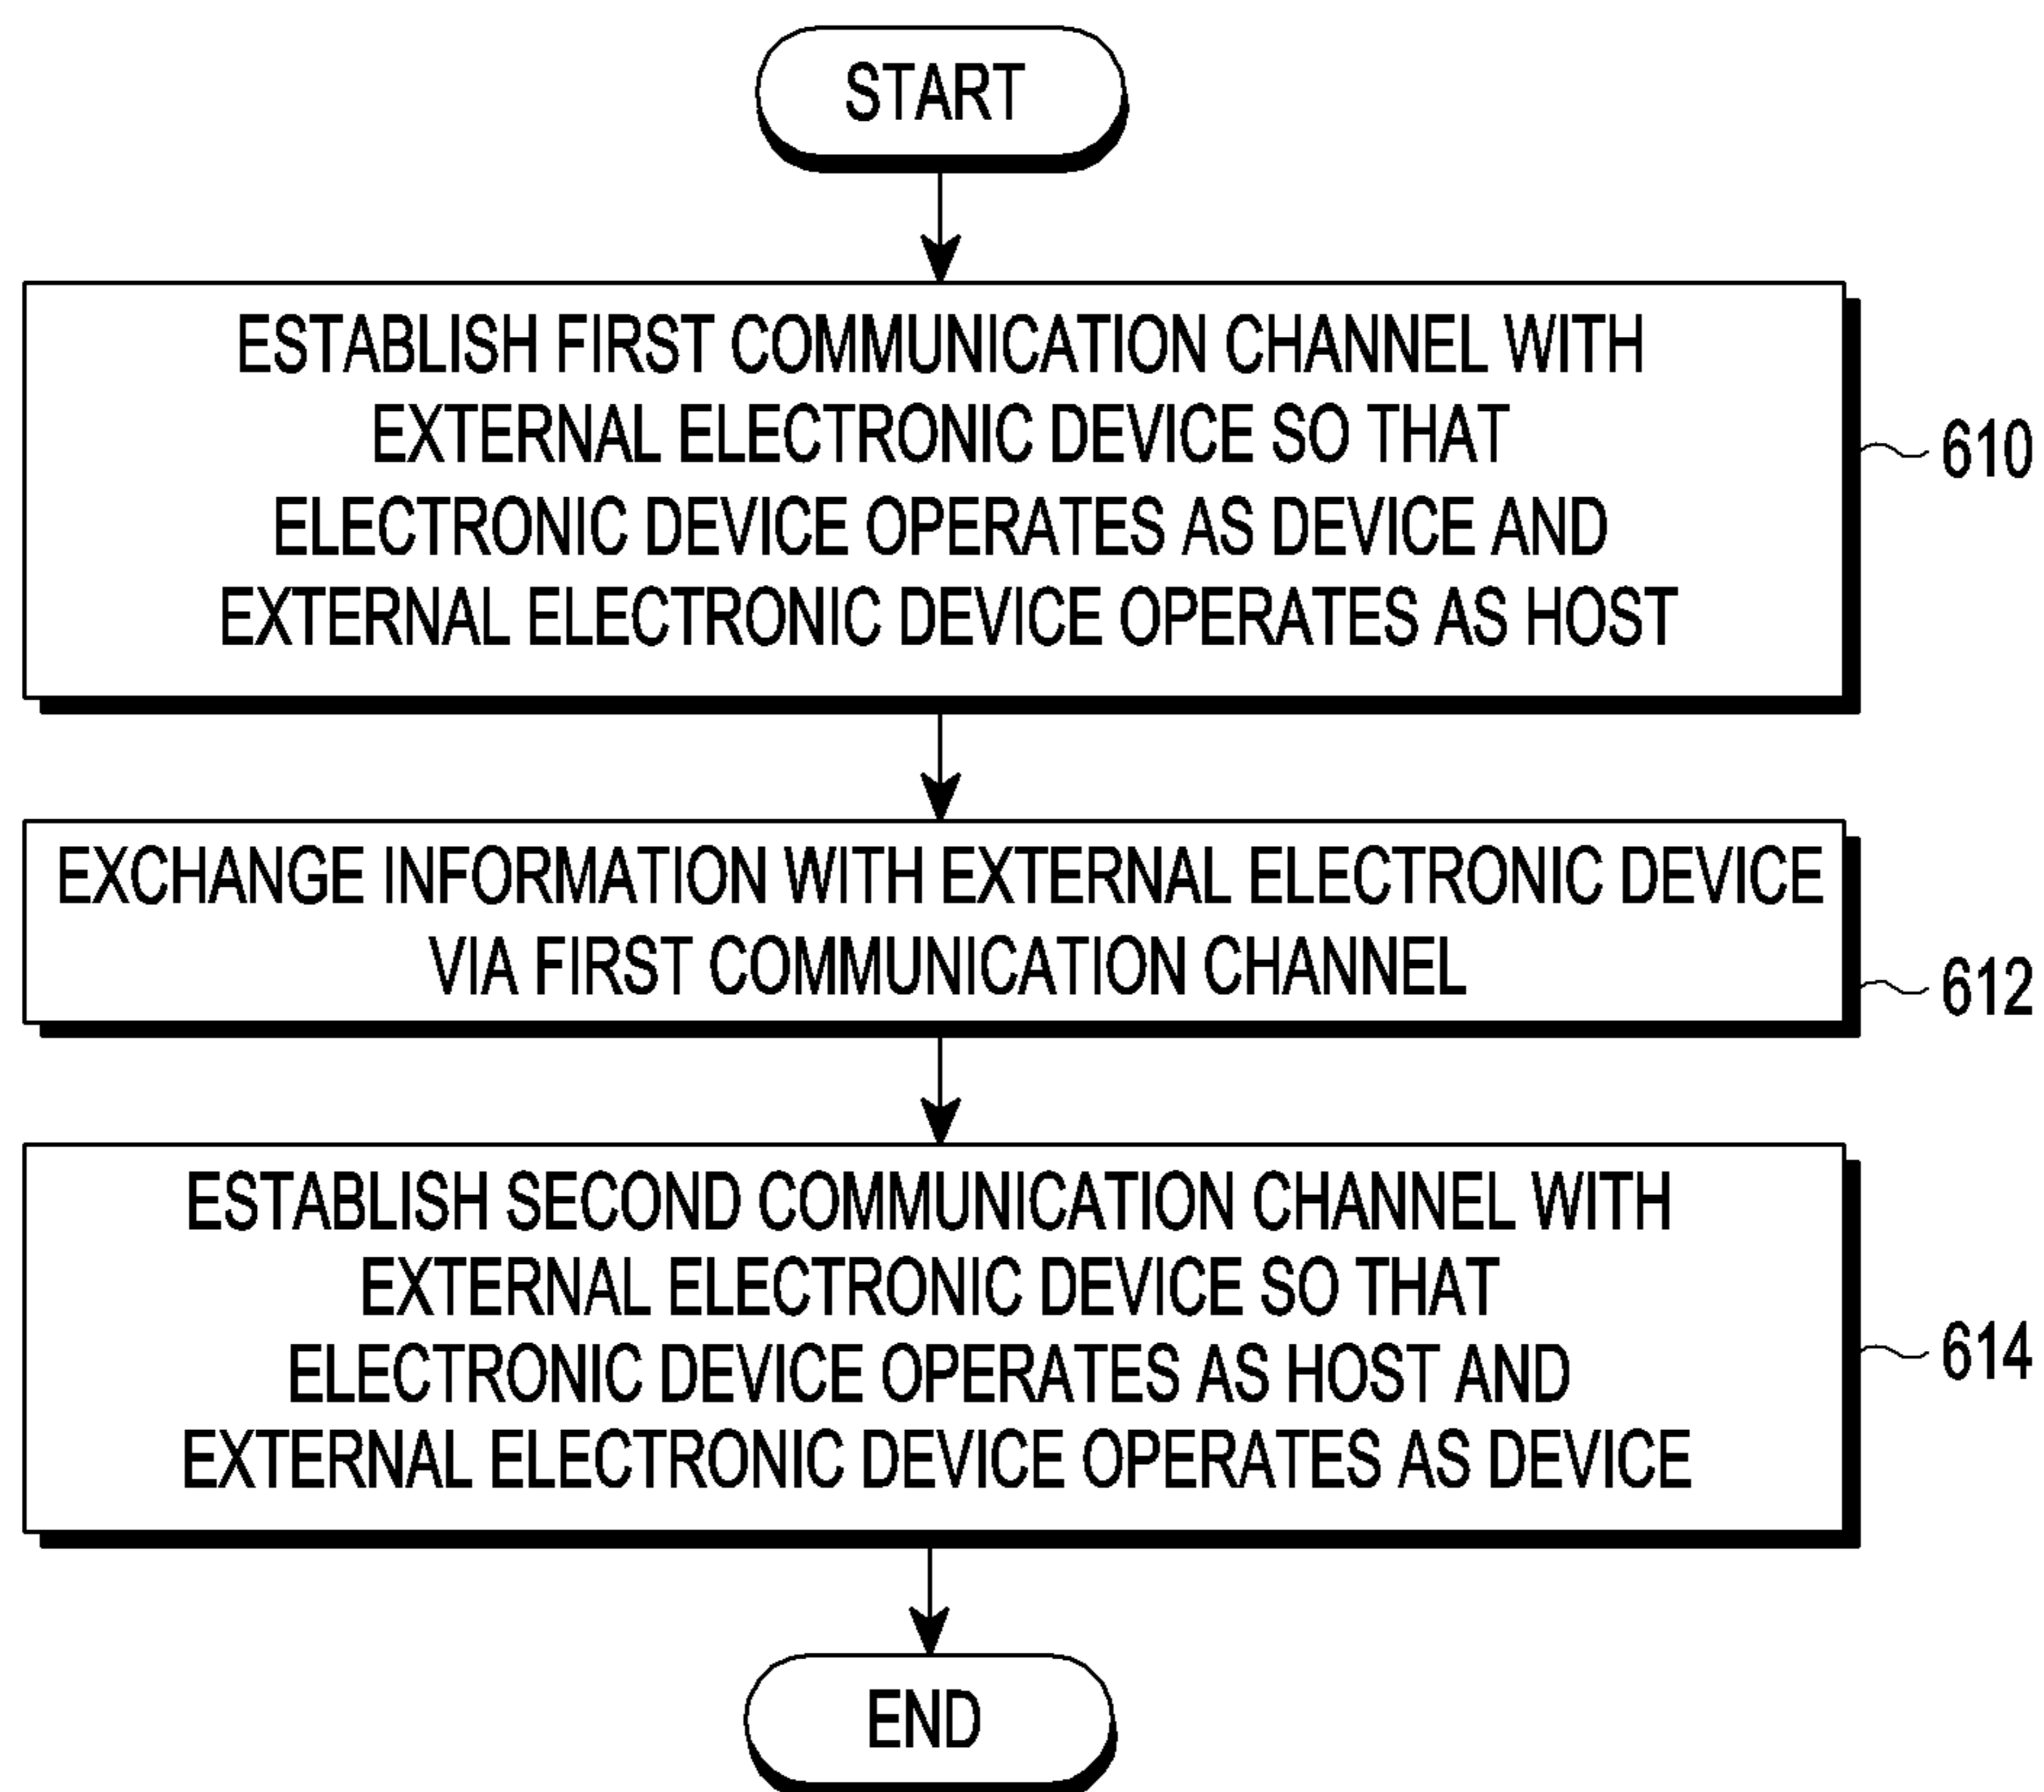 START
ESTABLISH FIRST COMMUNICATION CHANNEL WITH
EXTERNAL ELECTRONIC DEVICE SO THAT
ELECTRONIC DEVICE OPERATES AS DEVICE AND
EXTERNAL ELECTRONIC DEVICE OPERATES AS HOST
610
EXCHANGE INFORMATION WITH EXTERNAL ELECTRONIC DEVICE
VIA FIRST COMMUNICATION CHANNEL
612
ESTABLISH SECOND COMMUNICATION CHANNEL WITH
EXTERNAL ELECTRONIC DEVICE SO THAT
ELECTRONIC DEVICE OPERATES AS HOST AND
EXTERNAL ELECTRONIC DEVICE OPERATES AS DEVICE
614
END